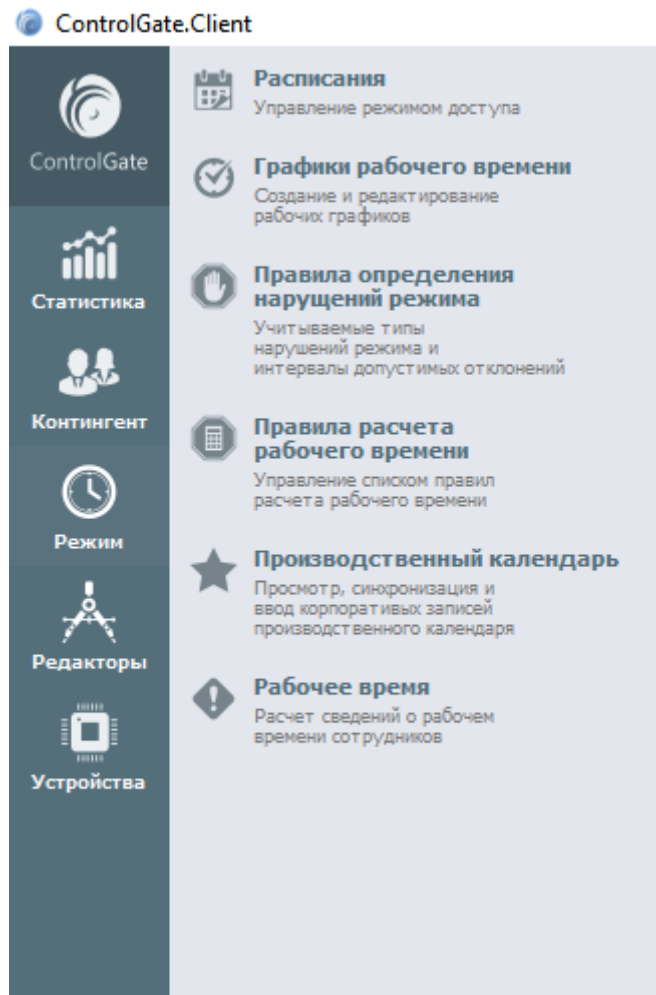 ControlGate.Client
ControlGate
Статистика
Контингент
Режим
Редакторы
Устройства
Расписания
Управление режимом доступа
Графики рабочего времени
Создание и редактирование
рабочих графиков
Правила определения
нарущений режима
Учитываемые типы
нарушений режима и
интервалы допустимых отклонений
Правила расчета
рабочего времени
Управление списком правил
расчета рабочего времени
Производственный календарь
Просмотр, синхронизация и
ввод корпоративых записей
производственного календаря
Рабочее время
Расчет сведений о рабочем
времени сотрудников